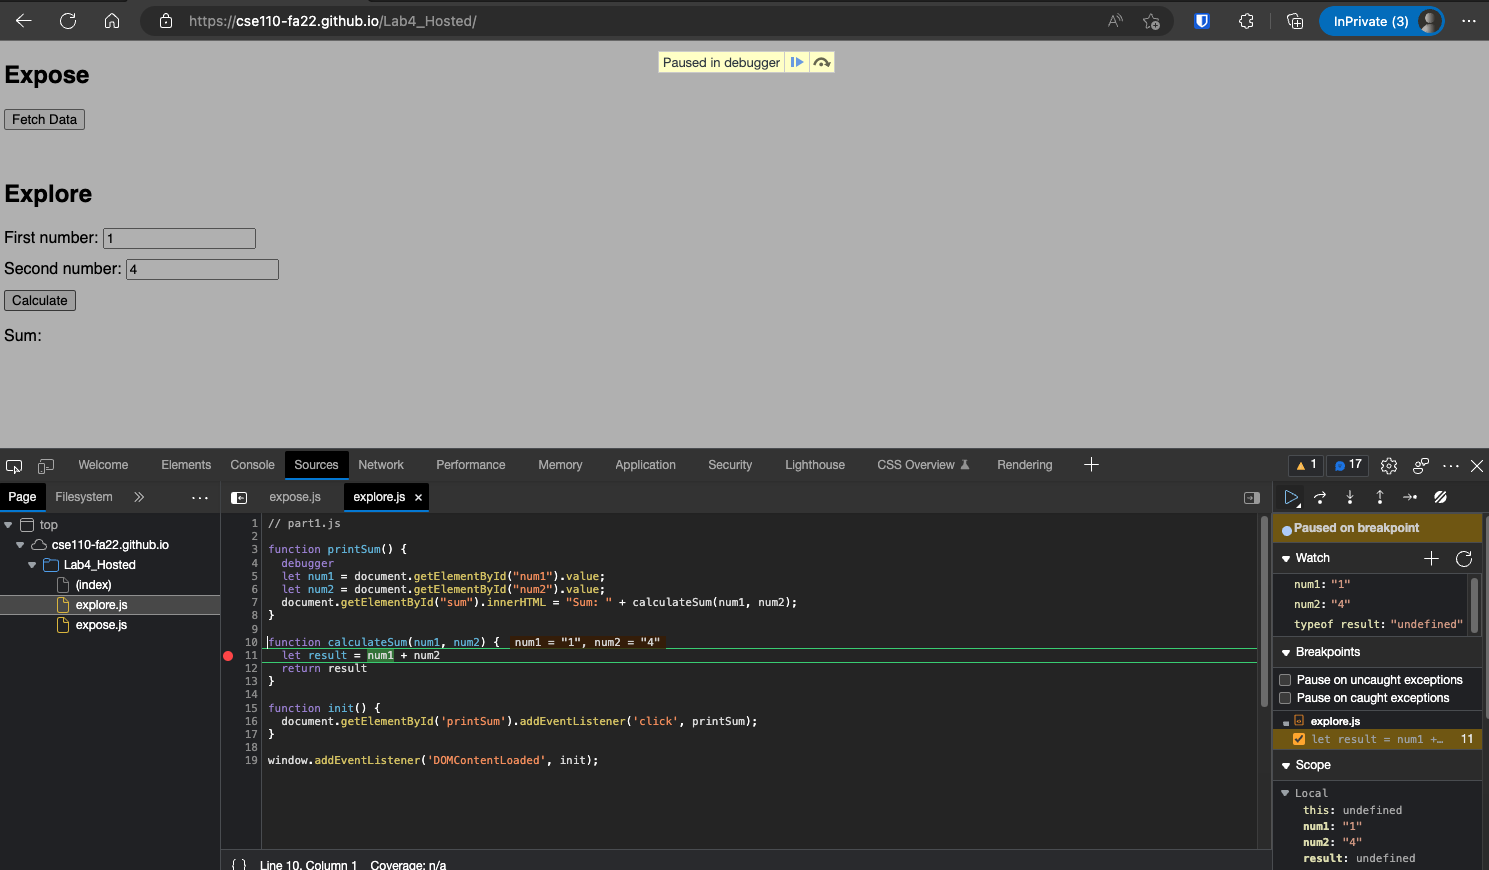 https://cse110-fa22.github.io/Lab4_Hosted/
InPrivate (3)
Paused in debugger
Expose
Fetch Data
Explore
First number: 1
Second number: 4
Calculate
Sum:
Welcome Elements Console Sources Network Performance Memory Application Security Lighthouse CSS Overview Rendering
1 17
Page Filesystem
expose.js explore.js
top
cse110-fa22.github.io
Lab4_Hosted
(index)
explore.js
expose.js
1 // part1.js
2
3 function printSum() {
4 debugger
5 let num1 = document.getElementById("num1").value;
6 let num2 = document.getElementById("num2").value;
7 document.getElementById("sum").innerHTML = "Sum: " + calculateSum(num1, num2);
8 }
9
10 function calculateSum(num1, num2) { num1 = "1", num2 = "4"
11 let result = num1 + num2
12 return result
13 }
14
15 function init() {
16 document.getElementById('printSum').addEventListener('click', printSum);
17 }
18
19 window.addEventListener('DOMContentLoaded', init);
{ } Line 10, Column 1 Coverage: n/a
Paused on breakpoint
Watch
num1: "1"
num2: "4"
typeof result: "undefined"
Breakpoints
Pause on uncaught exceptions
Pause on caught exceptions
explore.js
let result = num1 +… 11
Scope
Local
this: undefined
num1: "1"
num2: "4"
result: undefined